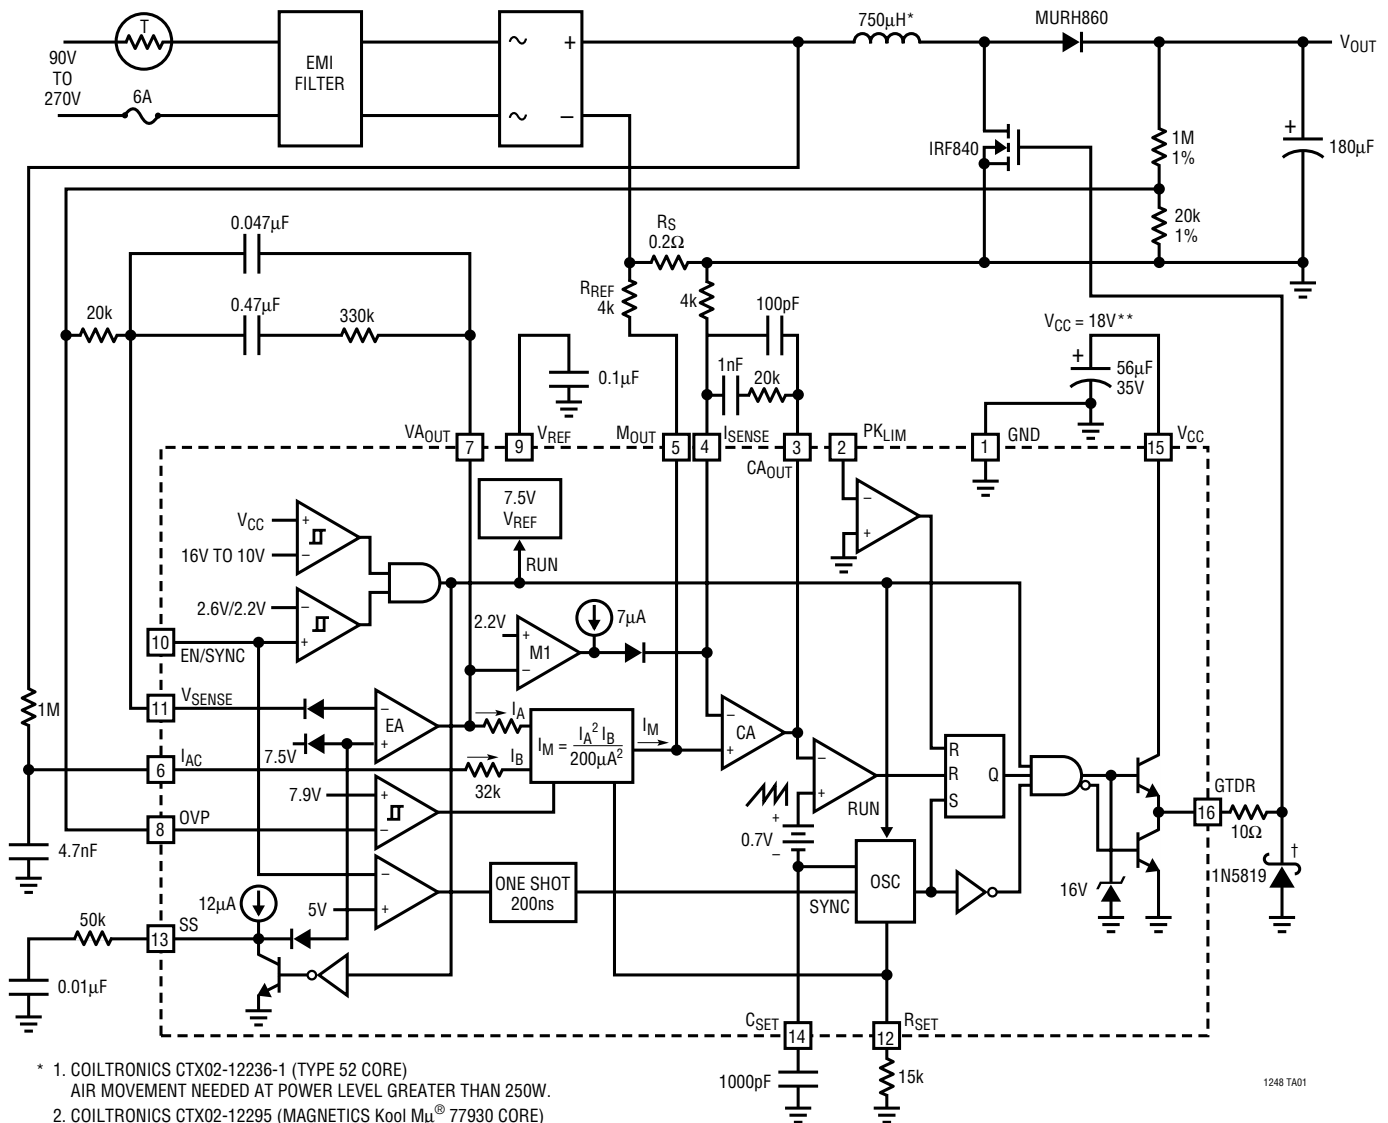 T
90V
TO
270V
6A
EMI
FILTER
~
+
~
−
750µH*
MURH860
VOUT
IRF840
1M
1%
+
180µF
20k
1%
0.047µF
RS
0.2Ω
RREF
4k
4k
100pF
20k
0.47µF
330k
1nF
20k
0.1µF
VCC = 18V**
+
56µF
35V
VAOUT
7
9
VREF
MOUT
5
4
ISENSE
3
CAOUT
2
PKLIM
1
GND
15
VCC
7.5V
VREF
RUN
VCC
+
16V TO 10V
−
2.6V/2.2V
−
+
10
EN/SYNC
2.2V
+
−
M1
7µA
−
+
1M
11
VSENSE
−
EA
+
7.5V
IA
IB
32k
IM = IA² IB
200µA²
IM
−
CA
+
6
IAC
7.9V
+
−
8
OVP
4.7nF
−
+
RUN
+
0.7V
−
R
R
S
Q
16
GTDR
10Ω
†
1N5819
16V
−
5V
+
ONE SHOT
200ns
SYNC
OSC
12µA
50k
13
SS
0.01µF
CSET
14
12
RSET
1000pF
15k
* 1. COILTRONICS CTX02-12236-1 (TYPE 52 CORE)
AIR MOVEMENT NEEDED AT POWER LEVEL GREATER THAN 250W.
2. COILTRONICS CTX02-12295 (MAGNETICS Kool Mµ® 77930 CORE)
1248 TA01